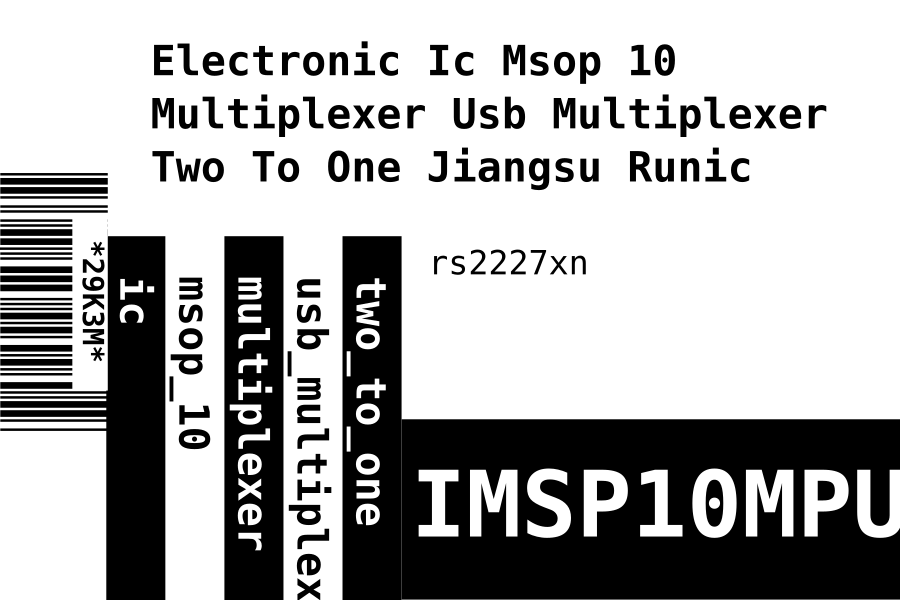 Electronic Ic Msop 10
Multiplexer Usb Multiplexer
Two To One Jiangsu Runic
*29K3M*
ic
msop_10
multiplexer
usb_multiplex
two_to_one
rs2227xn
IMSP10MPU